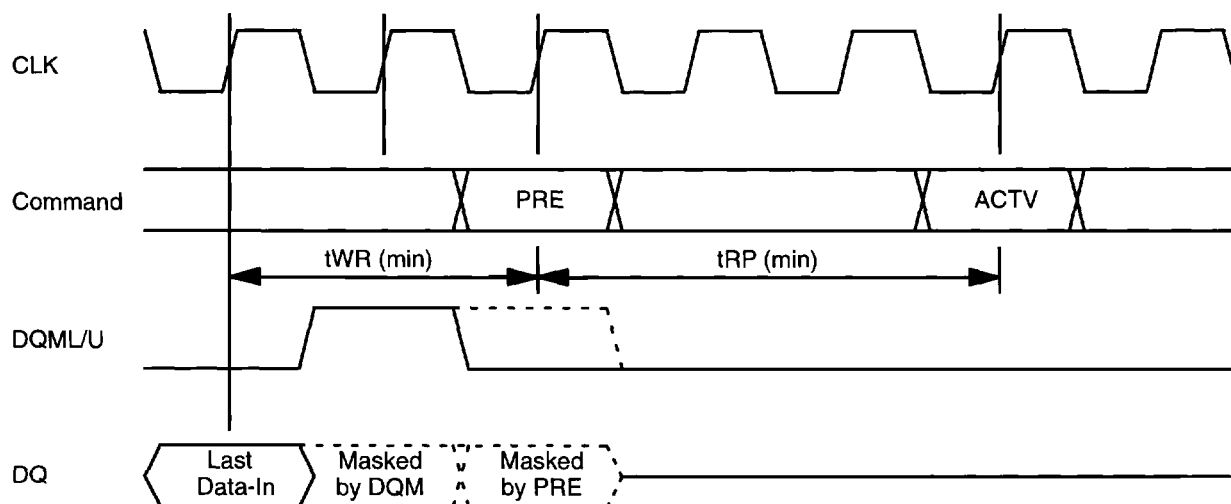 CLK
Command
PRE
ACTV
tWR (min)
tRP (min)
DQML/U
DQ
Last
Data-In
Masked
by DQM
Masked
by PRE